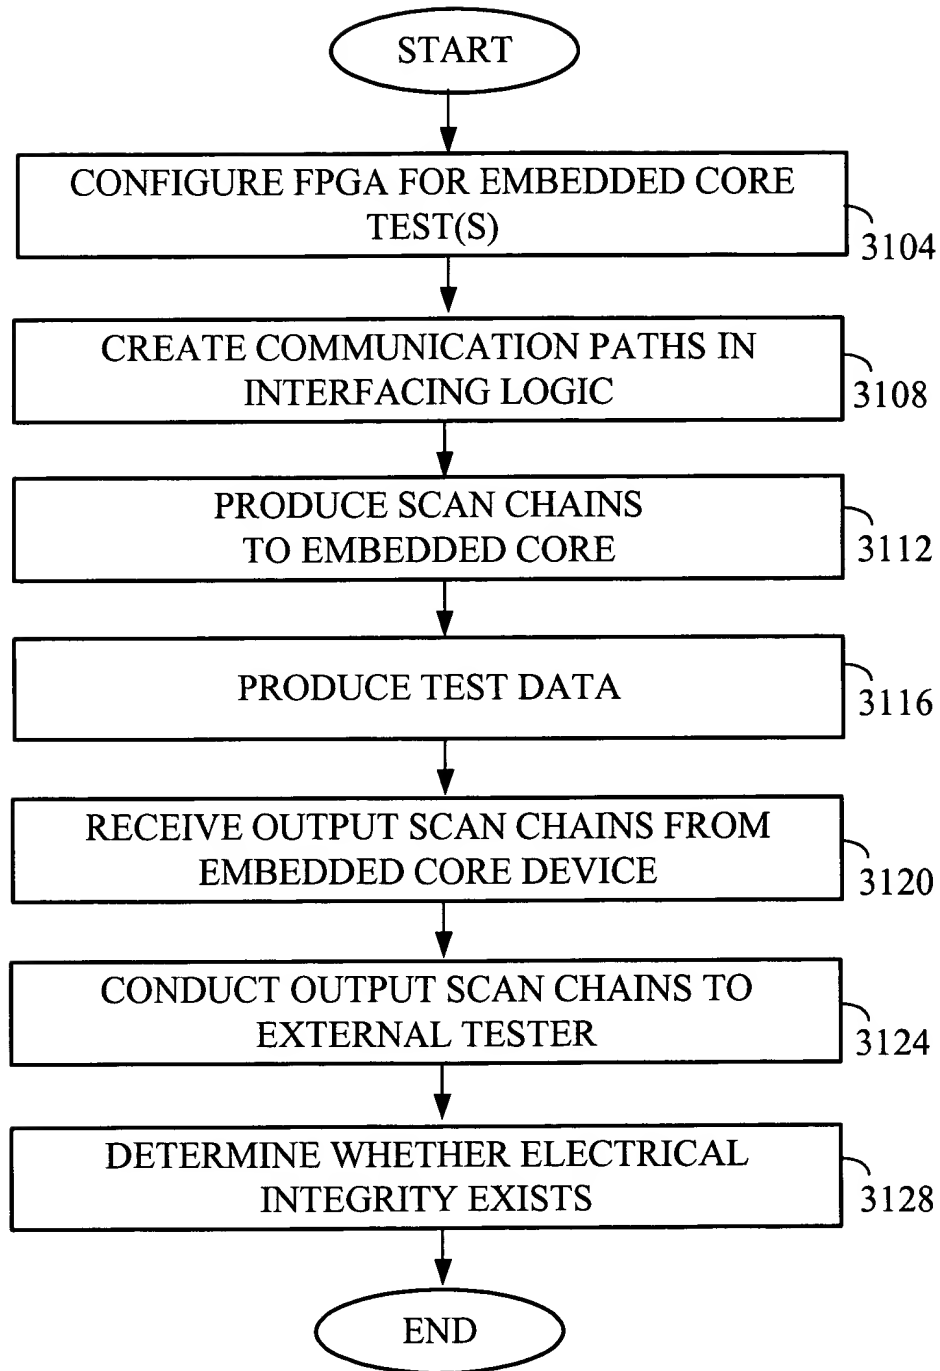 START
CONFIGURE FPGA FOR EMBEDDED CORE
TEST(S)
3104
CREATE COMMUNICATION PATHS IN
INTERFACING LOGIC
3108
PRODUCE SCAN CHAINS
TO EMBEDDED CORE
3112
PRODUCE TEST DATA
3116
RECEIVE OUTPUT SCAN CHAINS FROM
EMBEDDED CORE DEVICE
3120
CONDUCT OUTPUT SCAN CHAINS TO
EXTERNAL TESTER
3124
DETERMINE WHETHER ELECTRICAL
INTEGRITY EXISTS
3128
END